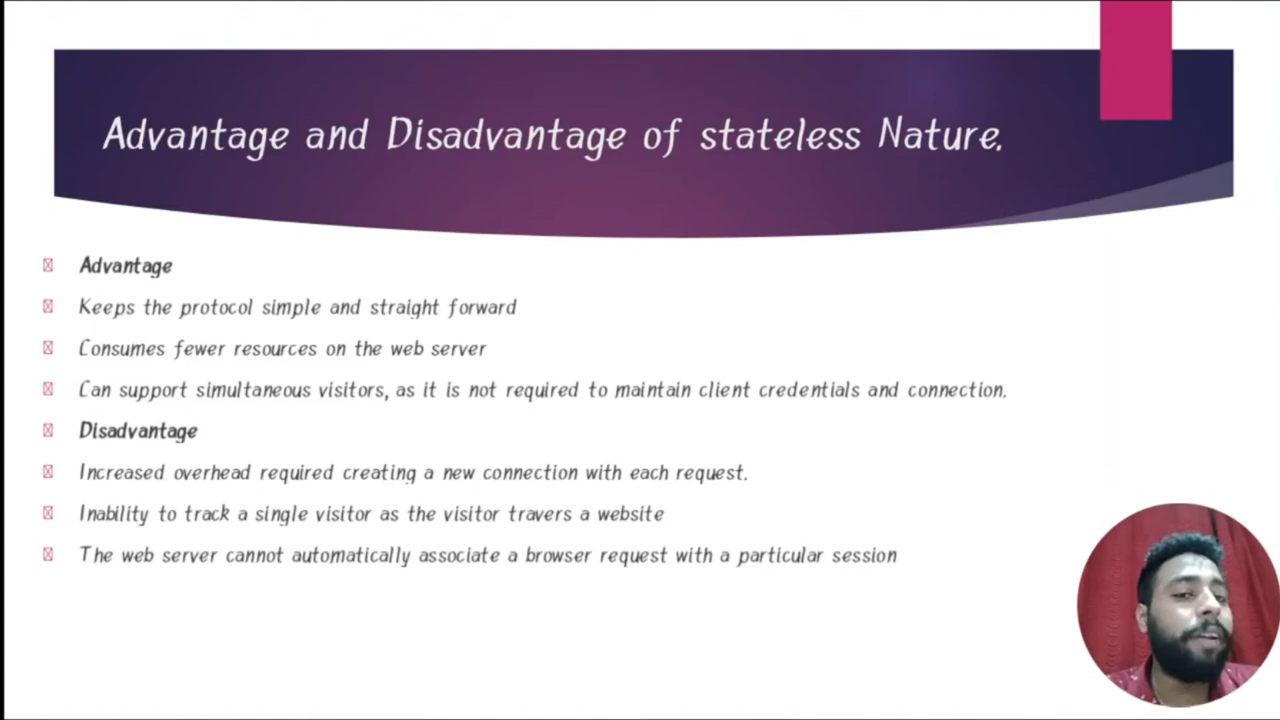 Advantage and Disadvantage of stateless Nature.
Advantage
Keeps the protocol simple and straight forward
Consumes fewer resources on the web server
Can support simultaneous visitors, as it is not required to maintain client credentials and connection.
Disadvantage
Increased overhead required creating a new connection with each request.
Inability to track a single visitor as the visitor travers a website
The web server cannot automatically associate a browser request with a particular session